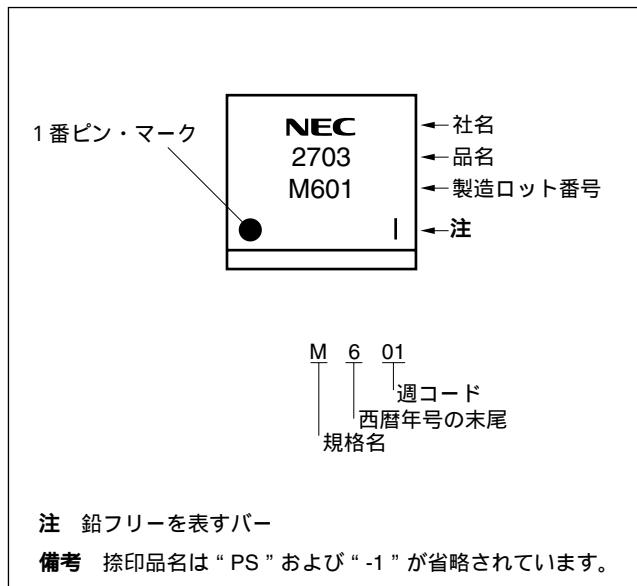 NEC
1番ピン・マーク
社名
2703
品名
M601
製造ロット番号
注
M 6 01
週コード
西暦年号の末尾
規格名
注 鉛フリーを表すバー
備考 捺印品名は“PS”および“-1”が省略されています。